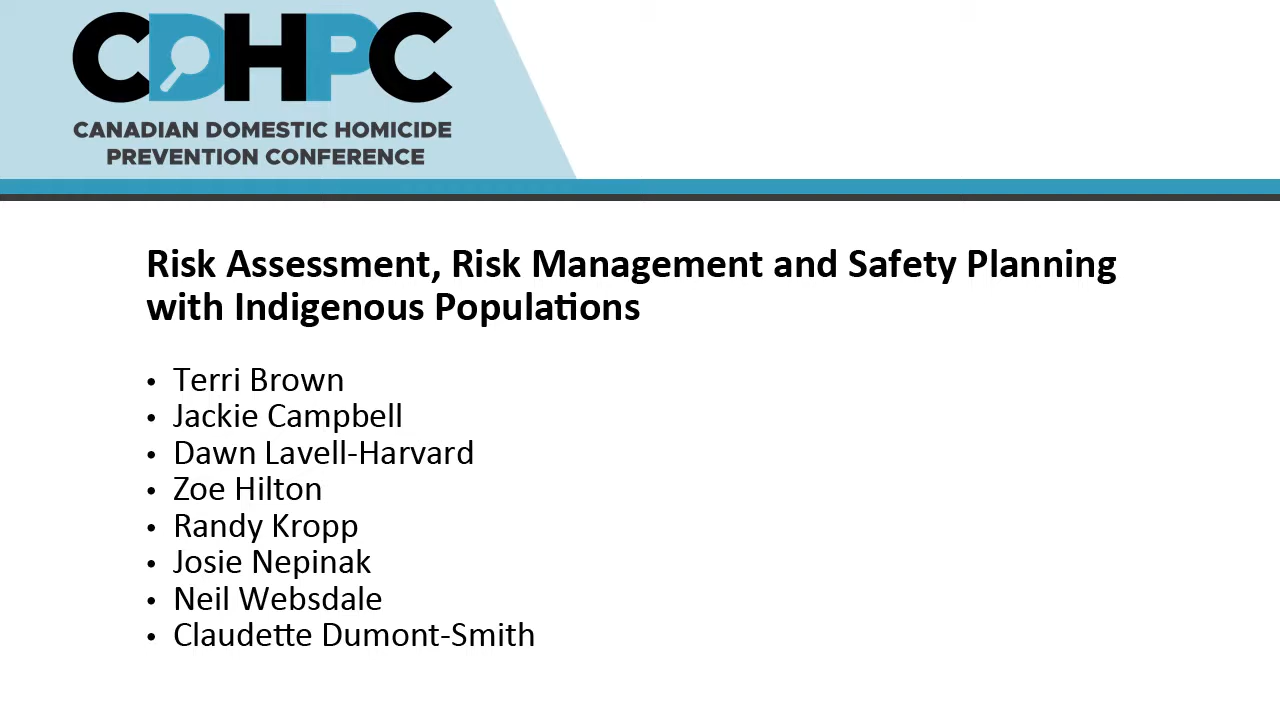 CDHPC
CANADIAN DOMESTIC HOMICIDE
PREVENTION CONFERENCE
Risk Assessment, Risk Management and Safety Planning
with Indigenous Populations
• Terri Brown
• Jackie Campbell
• Dawn Lavell-Harvard
• Zoe Hilton
• Randy Kropp
• Josie Nepinak
• Neil Websdale
• Claudette Dumont-Smith